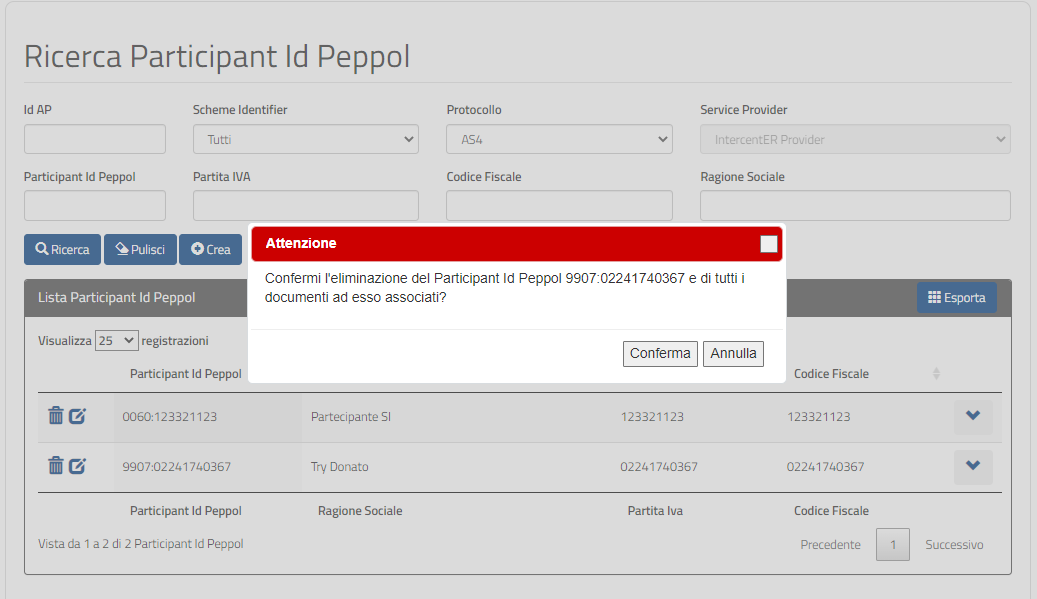 Ricerca Participant Id Peppol
Id AP
Scheme Identifier
Protocollo
Service Provider
Tutti
AS4
IntercentER Provider
Participant Id Peppol
Partita IVA
Codice Fiscale
Ragione Sociale
Ricerca
Pulisci
Crea
Attenzione
Confermi l'eliminazione del Participant Id Peppol 9907:02241740367 e di tutti i
documenti ad esso associati?
Conferma
Annulla
Lista Participant Id Peppol
Esporta
Visualizza 25 registrazioni
Participant Id Peppol
Codice Fiscale
0060:123321123 Partecipante SI 123321123 123321123
9907:02241740367 Try Donato 02241740367 02241740367
Participant Id Peppol Ragione Sociale Partita Iva Codice Fiscale
Vista da 1 a 2 di 2 Participant Id Peppol
Precedente 1 Successivo